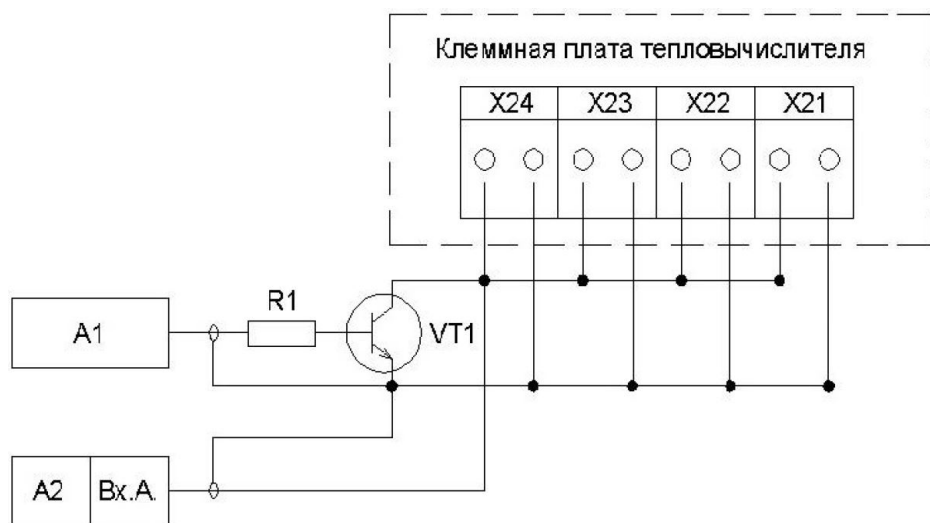 Клеммная плата тепловычислителя
X24 X23 X22 X21
R1
A1
VT1
A2 Вх.А.